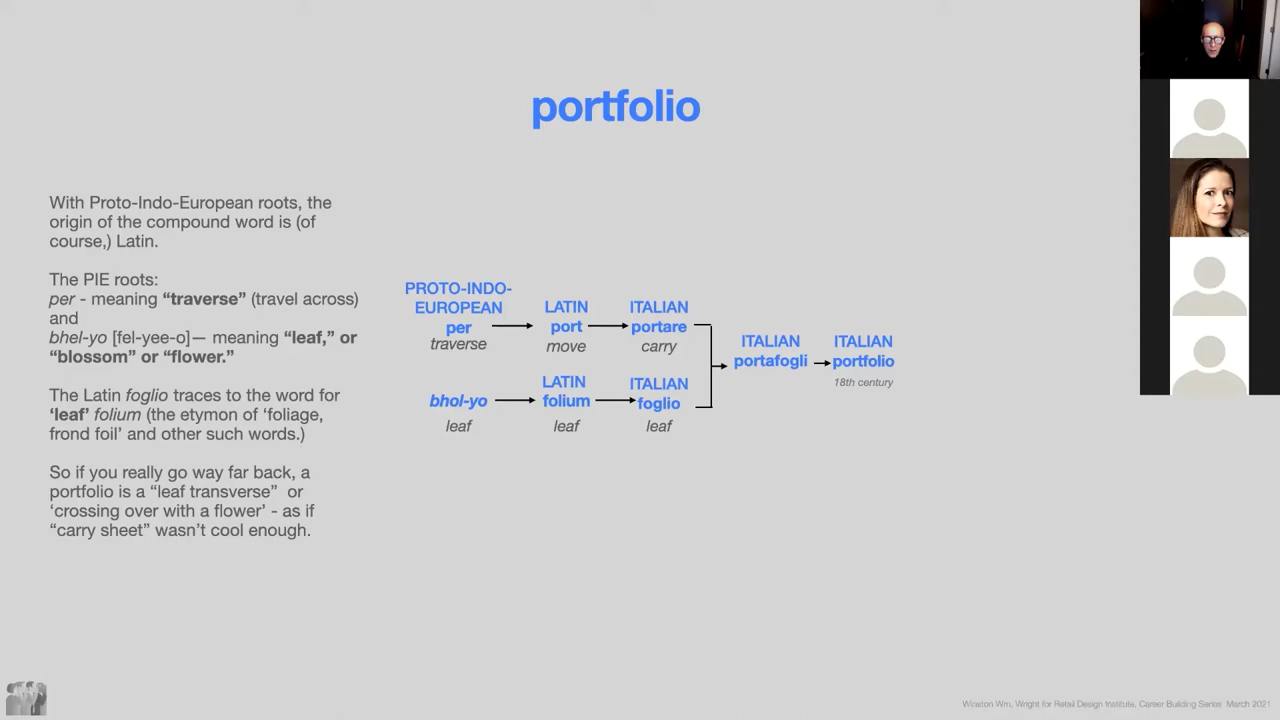 portfolio
With Proto-Indo-European roots, the
origin of the compound word is (of
course,) Latin.
The PIE roots:
per - meaning “traverse” (travel across)
and
bhel-yo [fel-yee-o]— meaning “leaf,” or
“blossom” or “flower.”
The Latin foglio traces to the word for
‘leaf’ folium (the etymon of ‘foliage,
frond foil’ and other such words.)
So if you really go way far back, a
portfolio is a “leaf transverse”  or
‘crossing over with a flower’ - as if
“carry sheet” wasn’t cool enough.
PROTO-INDO-
EUROPEAN
per
traverse
LATIN
port
move
ITALIAN
portare
carry
bhol-yo
leaf
LATIN
folium
leaf
ITALIAN
foglio
leaf
ITALIAN
portafogli
ITALIAN
portfolio
18th century
Winston Wm, Wright for Retail Design Institute, Career Building Series  March 2021